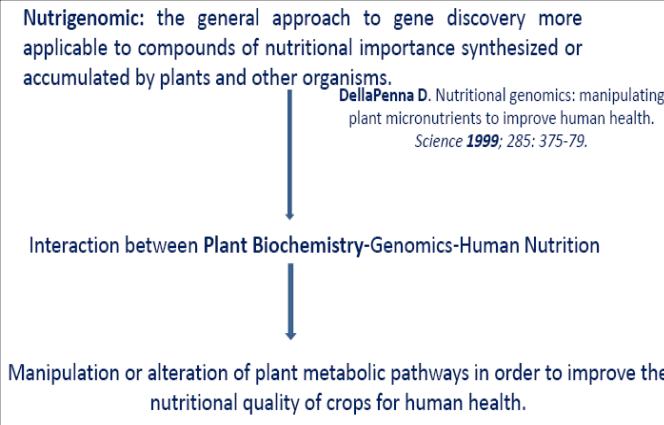 Nutrigenomic: the general approach to gene discovery more
applicable to compounds of nutritional importance synthesized or
accumulated by plants and other organisms.
DellaPenna D. Nutritional genomics: manipulating
plant micronutrients to improve human health.
Science 1999; 285: 375-79.
Interaction between Plant Biochemistry-Genomics-Human Nutrition
Manipulation or alteration of plant metabolic pathways in order to improve the
nutritional quality of crops for human health.